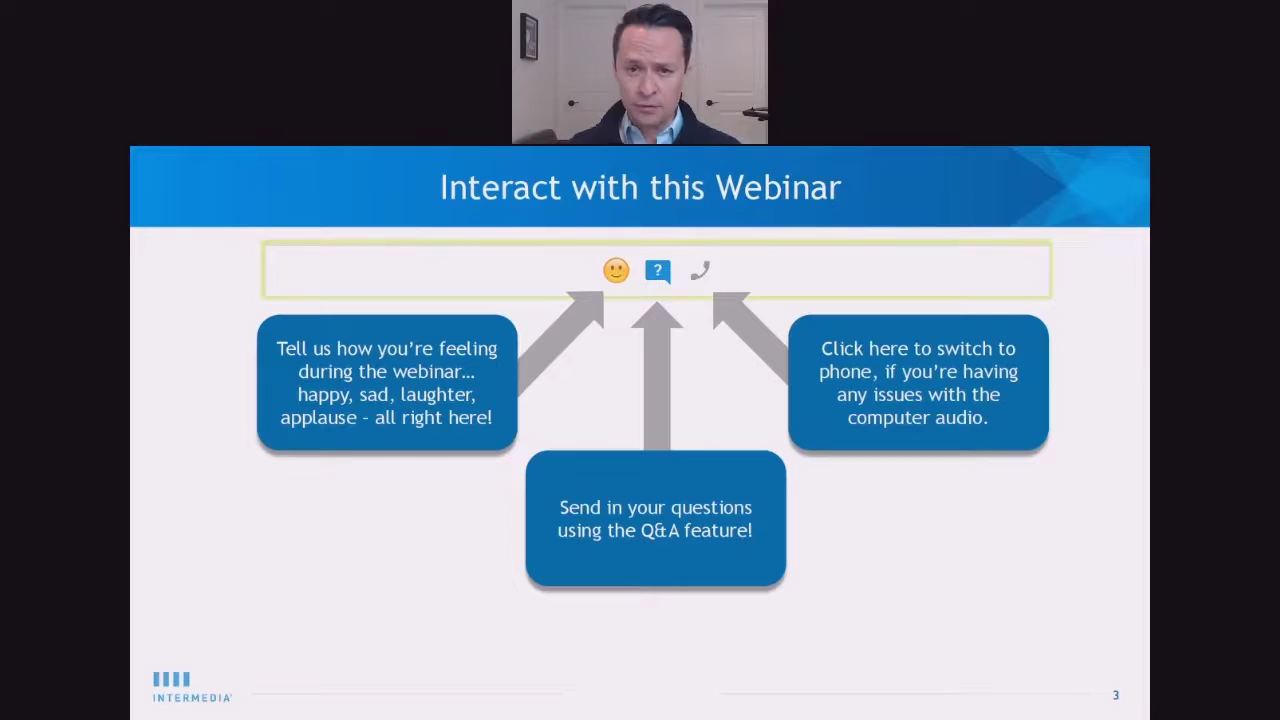 Interact with this Webinar
?
Tell us how you're feeling
during the webinar…
happy, sad, laughter,
applause – all right here!
Click here to switch to
phone, if you're having
any issues with the
computer audio.
Send in your questions
using the Q&A feature!
INTERMEDIA
3